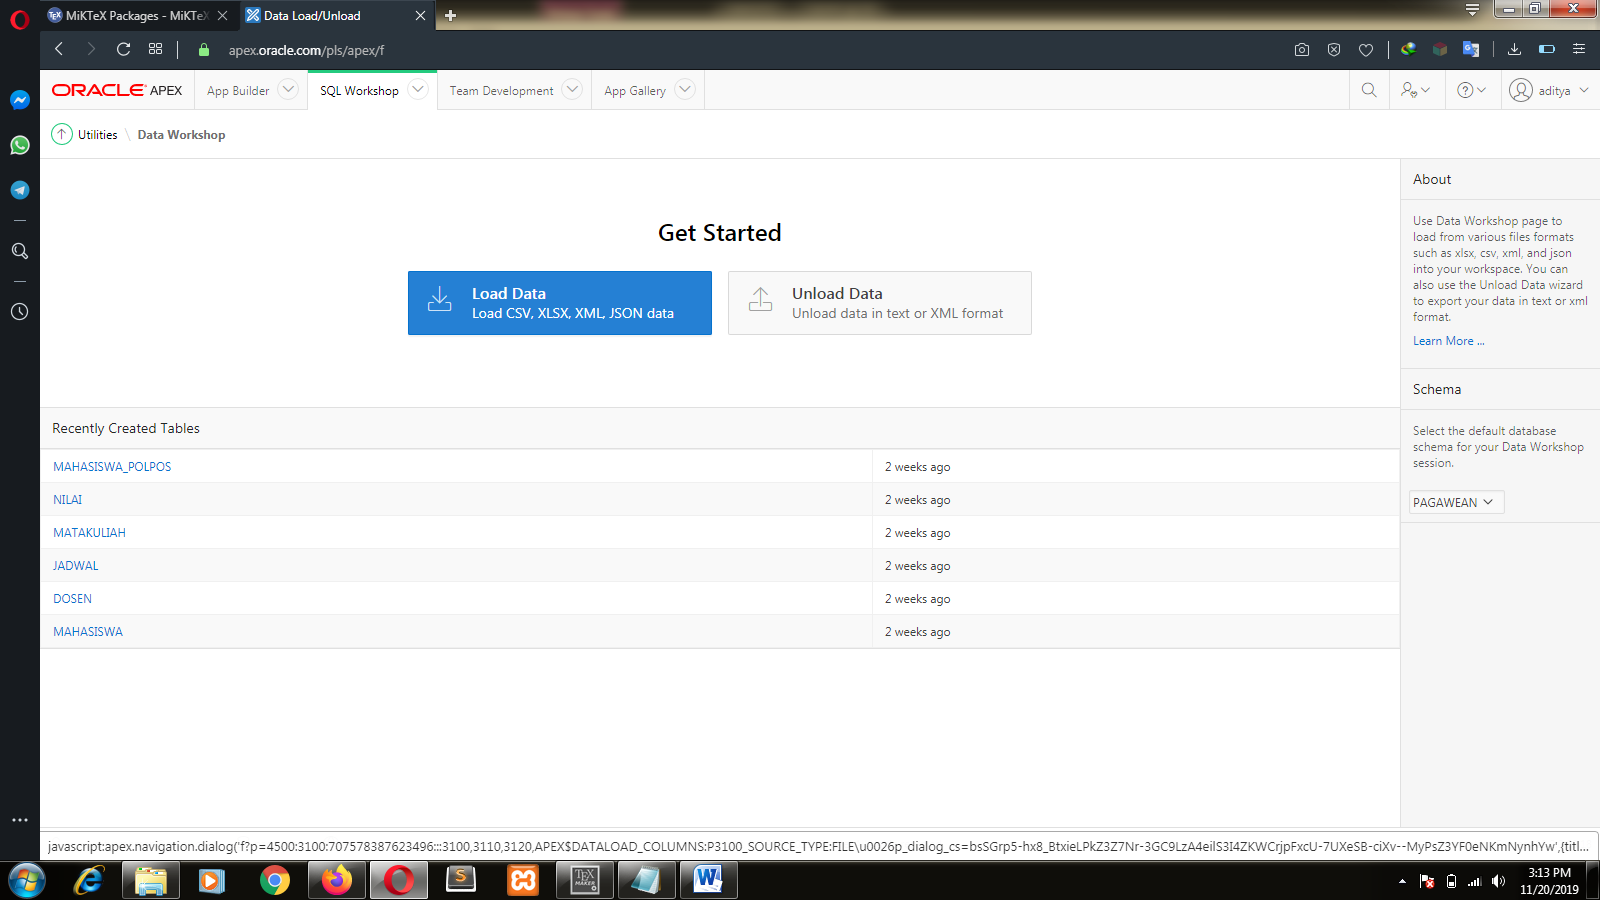 MiKTeX Packages - MiKTeX
Data Load/Unload
apex.oracle.com/pls/apex/f
ORACLE APEX
App Builder
SQL Workshop
Team Development
App Gallery
aditya
Utilities \ Data Workshop
Get Started
Load Data
Load CSV, XLSX, XML, JSON data
Unload Data
Unload data in text or XML format
Recently Created Tables
MAHASISWA_POLPOS 2 weeks ago
NILAI 2 weeks ago
MATAKULIAH 2 weeks ago
JADWAL 2 weeks ago
DOSEN 2 weeks ago
MAHASISWA 2 weeks ago
About
Use Data Workshop page to
load from various files formats
such as xlsx, csv, xml, and json
into your workspace. You can
also use the Unload Data wizard
to export your data in text or xml
format.
Learn More ...
Schema
Select the default database
schema for your Data Workshop
session.
PAGAWEAN
javascript:apex.navigation.dialog('f?p=4500:3100:707578387623496:::3100,3110,3120,APEX$DATALOAD_COLUMNS:P3100_SOURCE_TYPE:FILE\u0026p_dialog_cs=bsSGrp5-hx8_BtxieLPkZ3Z7Nr-3GC9LzA4eilS3I4ZKWCrjpFxcU-7UXeSB-ciXv--MyPsZ3YF0eNKmNynhYw',{titl...
TEX
MAKER
3:13 PM
11/20/2019